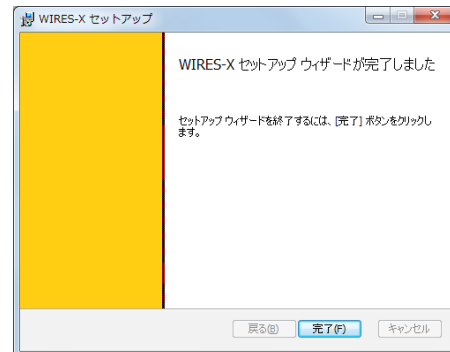 WIRES-X セットアップ
WIRES-X セットアップ ウィザードが完了しました
セットアップ ウィザードを終了するには、[完了] ボタンをクリックし
ます。
戻る(B) 完了(F) キャンセル